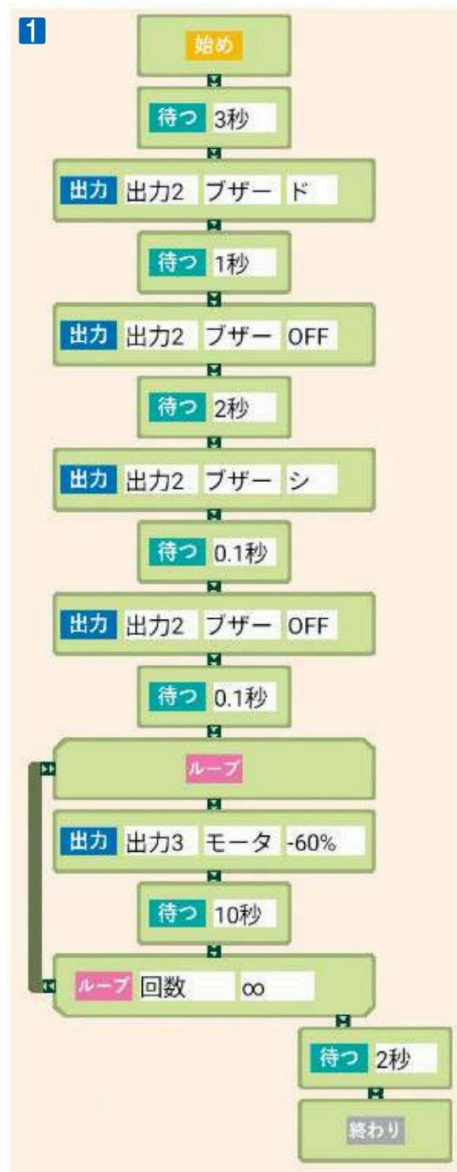 1
始め
待つ 3秒
出力 出力2 ブザー ド
待つ 1秒
出力 出力2 ブザー OFF
待つ 2秒
出力 出力2 ブザー シ
待つ 0.1秒
出力 出力2 ブザー OFF
待つ 0.1秒
ループ
出力 出力3 モータ -60%
待つ 10秒
ループ 回数 ∞
待つ 2秒
終わり